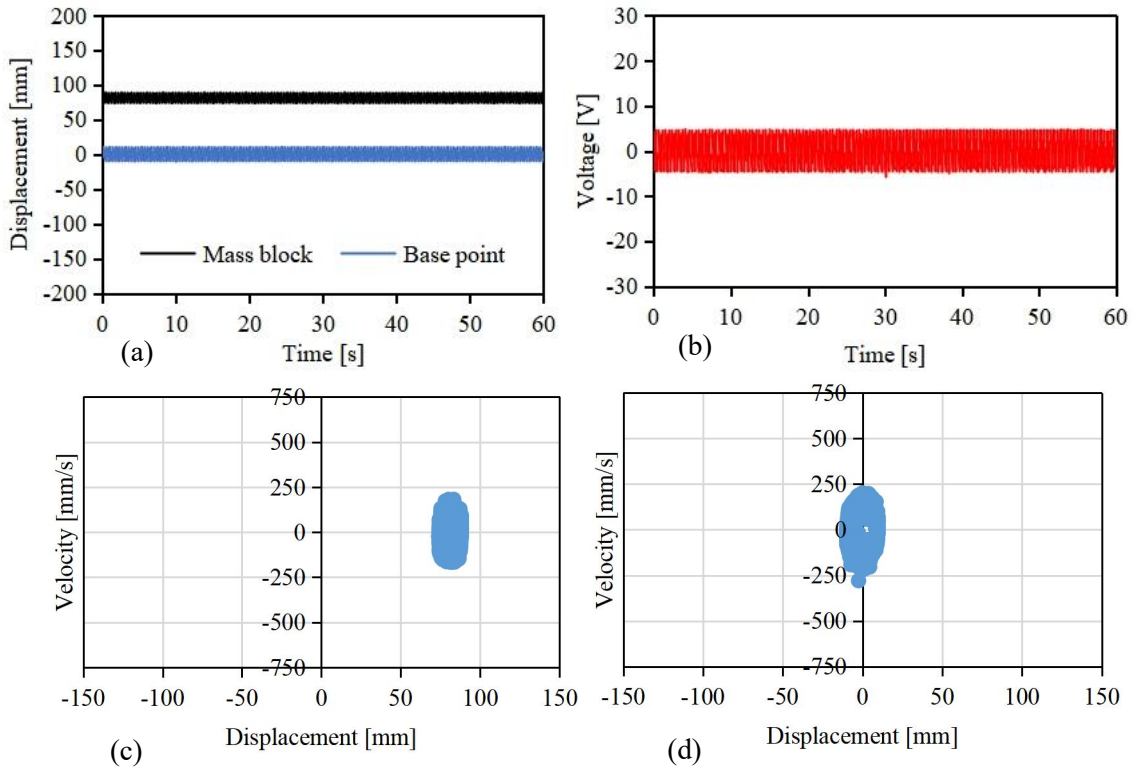 200
150
100
50
0
-50
-100
-150
-200
Displacement [mm]
Mass block
Base point
0 10 20 30 40 50 60
Time [s]
(a)
30
20
10
0
-10
-20
-30
Voltage [V]
0 10 20 30 40 50 60
Time [s]
(b)
750
500
250
0
-250
-500
-750
Velocity [mm/s]
-150 -100 -50 0 50 100 150
Displacement [mm]
(c)
750
500
250
0
-250
-500
-750
Velocity [mm/s]
-150 -100 -50 0 50 100 150
Displacement [mm]
(d)